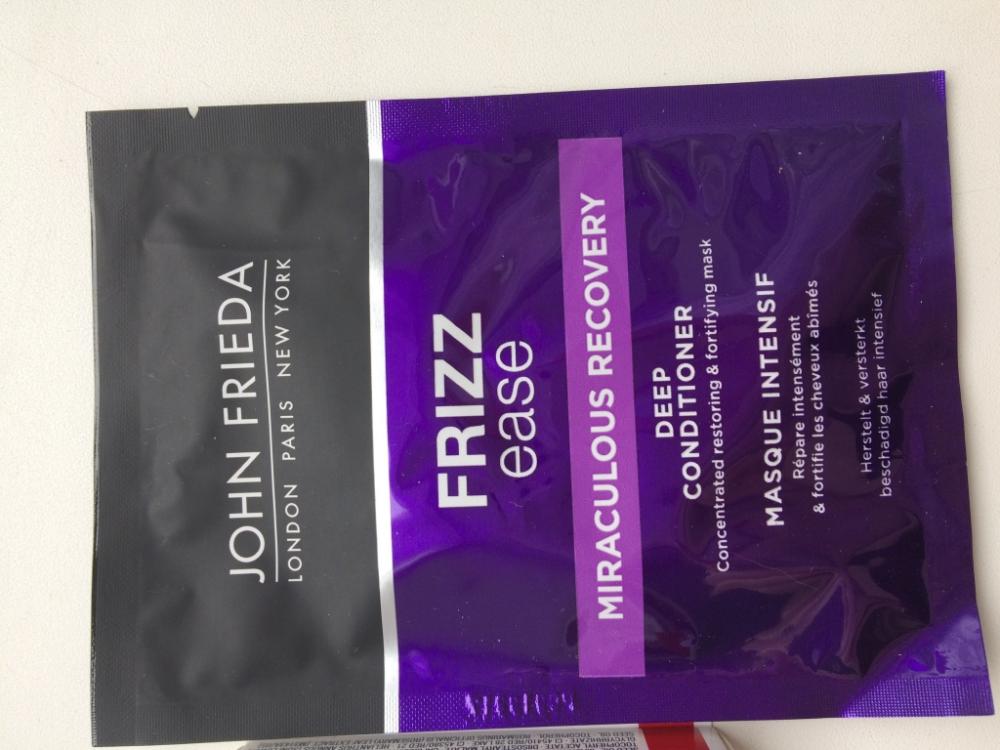 JOHN FRIEDA
LONDON PARIS NEW YORK
FRIZZ
ease
MIRACULOUS RECOVERY
DEEP
CONDITIONER
Concentrated restoring & fortifying mask
MASQUE INTENSIF
Répare intensément
& fortifie les cheveux abîmés
Herstelt & versterkt
beschadigd haar intensief